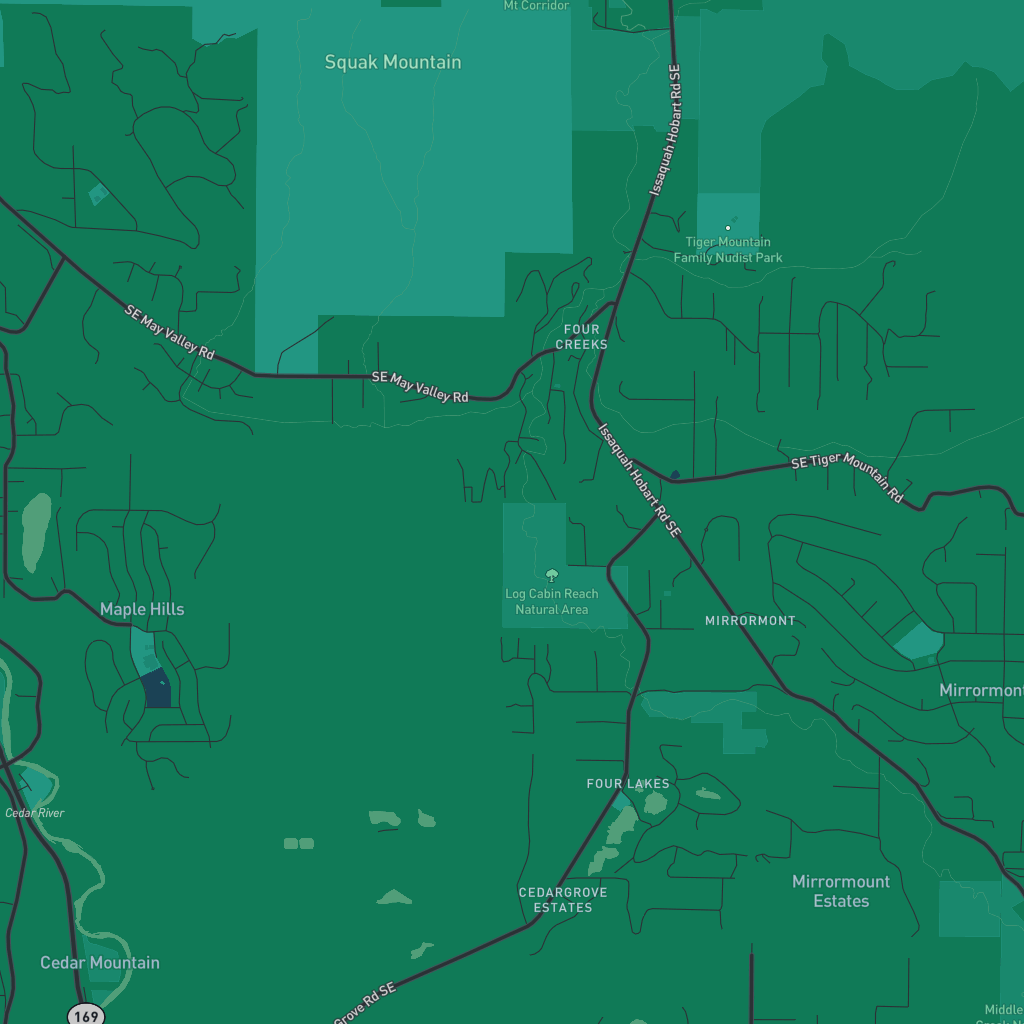 Mt Corridor
Squak Mountain
Issaquah Hobart Rd SE
Tiger Mountain
Family Nudist Park
SE May Valley Rd
FOUR
CREEKS
SE May Valley Rd
Issaquah Hobart Rd SE
SE Tiger Mountain Rd
Log Cabin Reach
Natural Area
Maple Hills
MIRRORMONT
Mirrormont
FOUR LAKES
Cedar River
Mirrormount
Estates
CEDARGROVE
ESTATES
Cedar Mountain
Grove Rd SE
169
Middle